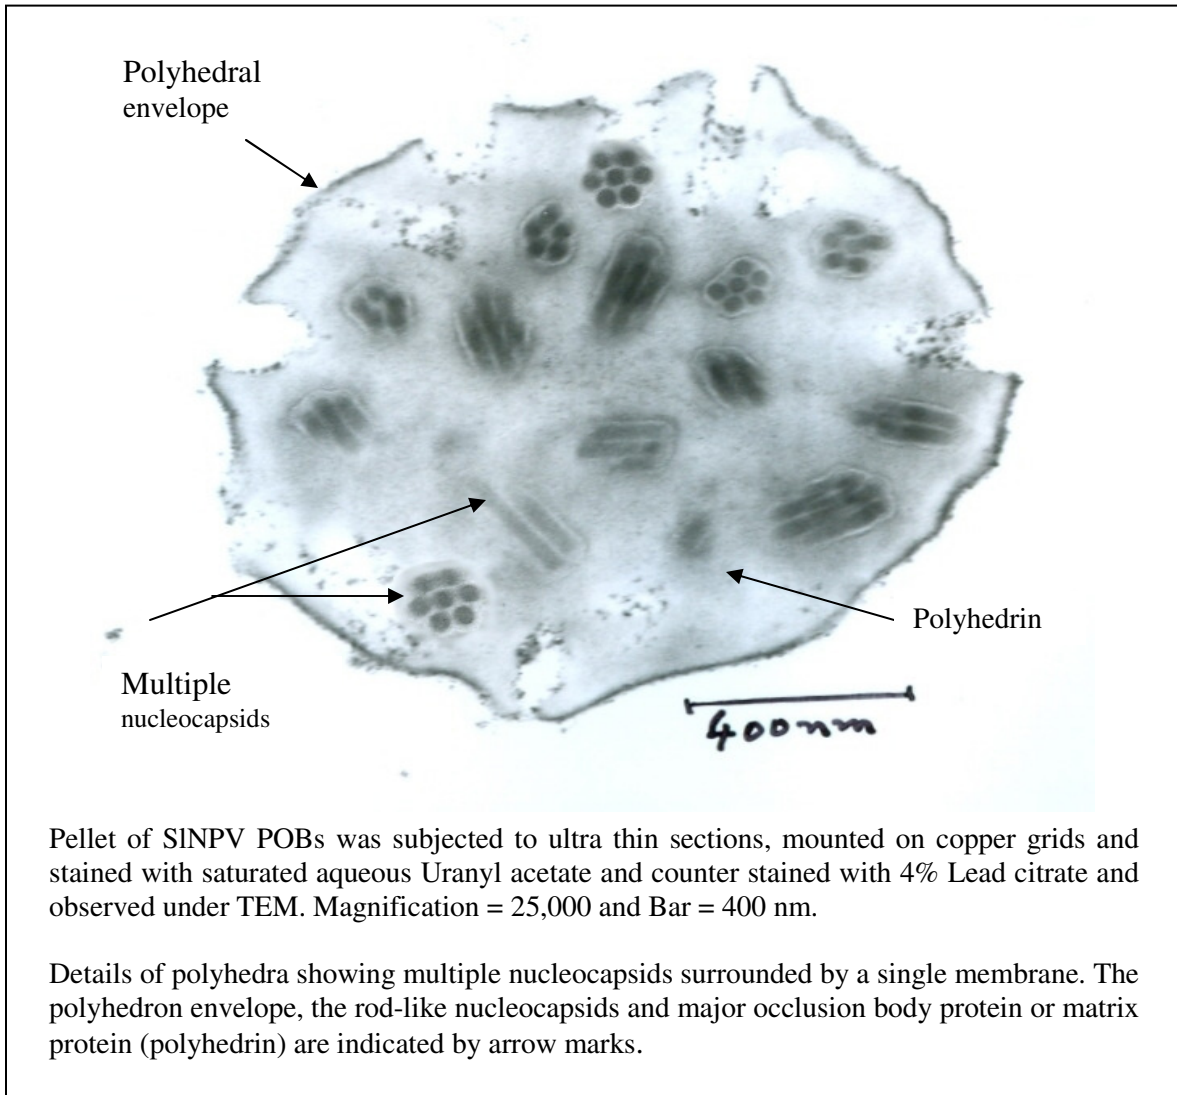 Polyhedral
envelope
Polyhedrin
Multiple
nucleocapsids
400nm
Pellet of SlNPV POBs was subjected to ultra thin sections, mounted on copper grids and
stained with saturated aqueous Uranyl acetate and counter stained with 4% Lead citrate and
observed under TEM. Magnification = 25,000 and Bar = 400 nm.
Details of polyhedra showing multiple nucleocapsids surrounded by a single membrane. The
polyhedron envelope, the rod-like nucleocapsids and major occlusion body protein or matrix
protein (polyhedrin) are indicated by arrow marks.